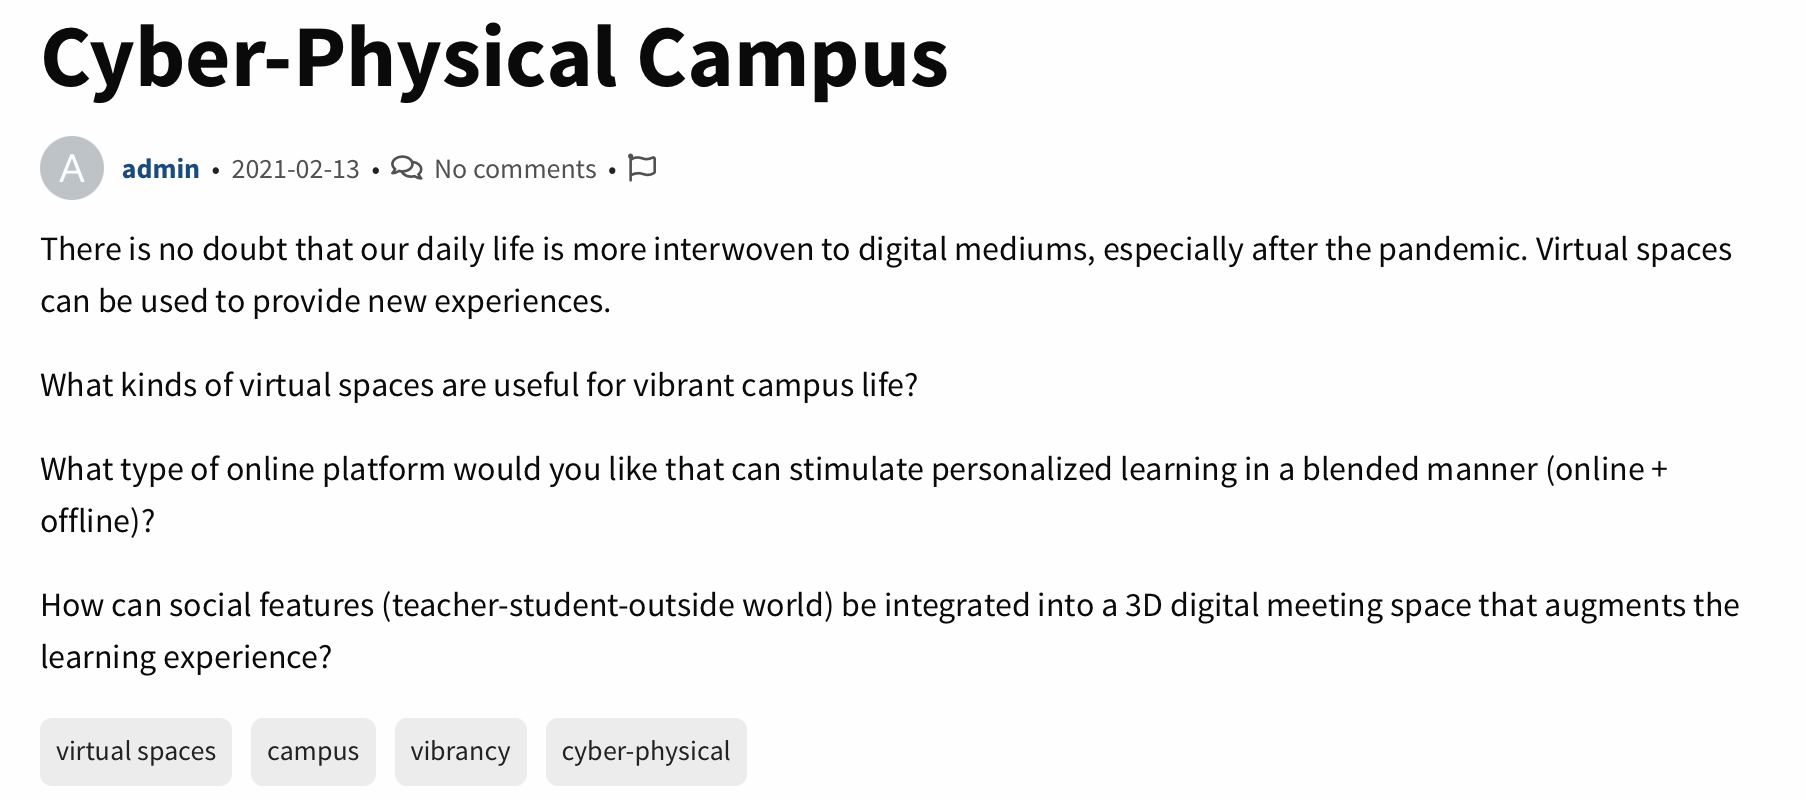 Cyber-Physical Campus
A admin • 2021-02-13 • No comments •
There is no doubt that our daily life is more interwoven to digital mediums, especially after the pandemic. Virtual spaces
can be used to provide new experiences.
What kinds of virtual spaces are useful for vibrant campus life?
What type of online platform would you like that can stimulate personalized learning in a blended manner (online +
offline)?
How can social features (teacher-student-outside world) be integrated into a 3D digital meeting space that augments the
learning experience?
virtual spaces campus vibrancy cyber-physical